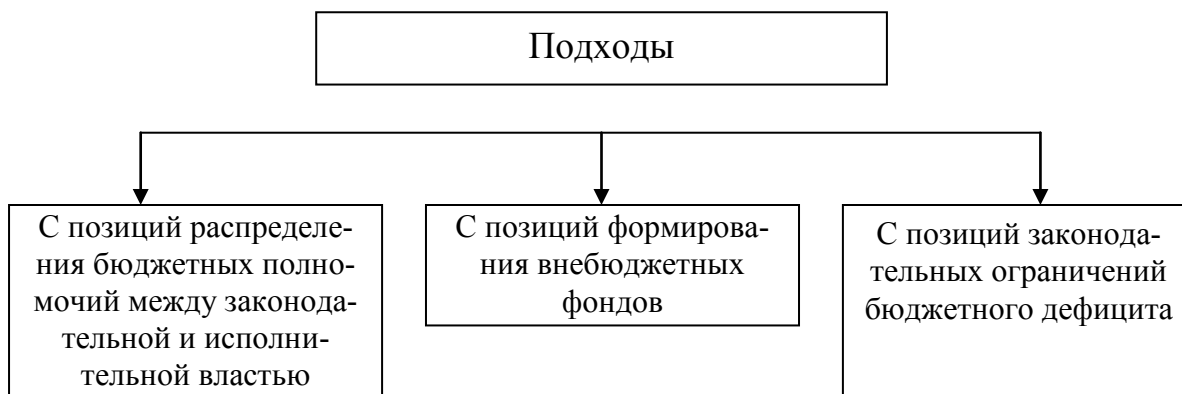 Подходы
С позиций распределе-
ния бюджетных полно-
мочий между законода-
тельной и исполни-
тельной властью
С позиций формирова-
ния внебюджетных
фондов
С позиций законода-
тельных ограничений
бюджетного дефицита